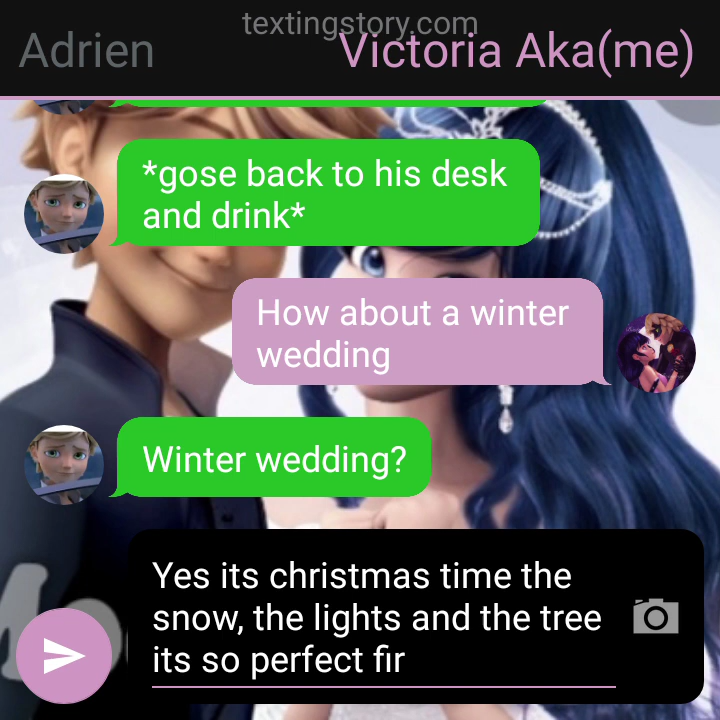 textingstory.com
Adrien
Victoria Aka(me)
*gose back to his desk
and drink*
How about a winter
wedding
Winter wedding?
Yes its christmas time the
snow, the lights and the tree
its so perfect fir